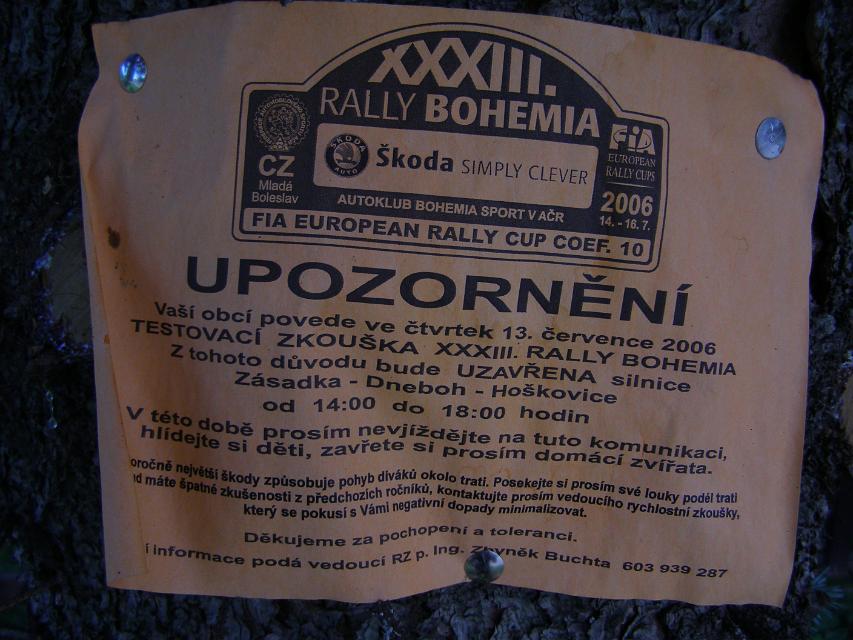 XXXIII.
RALLY BOHEMIA
CZ
Mladá
Boleslav
ŠKODA
AUTO
Škoda SIMPLY CLEVER
FIA
EUROPEAN
RALLY CUPS
2006
14. - 16. 7.
AUTOKLUB BOHEMIA SPORT V AČR
FIA EUROPEAN RALLY CUP COEF. 10
UPOZORNĚNÍ
Vaší obcí povede ve čtvrtek 13. července 2006
TESTOVACÍ ZKOUŠKA XXXIII. RALLY BOHEMIA
Z tohoto důvodu bude UZAVŘENA silnice
Zásadka - Dneboh - Hoškovice
od 14:00 do 18:00 hodin
V této době prosím nevjíždějte na tuto komunikaci,
hlídejte si děti, zavřete si prosím domácí zvířata.
oročně největší škody způsobuje pohyb diváků okolo trati. Posekejte si prosím své louky podél trati
d máte špatné zkušenosti z předchozích ročníků, kontaktujte prosím vedoucího rychlostní zkoušky,
který se pokusí s Vámi negativní dopady minimalizovat.
Děkujeme za pochopení a toleranci.
í informace podá vedoucí RZ p. Ing. Z yněk Buchta 603 939 287